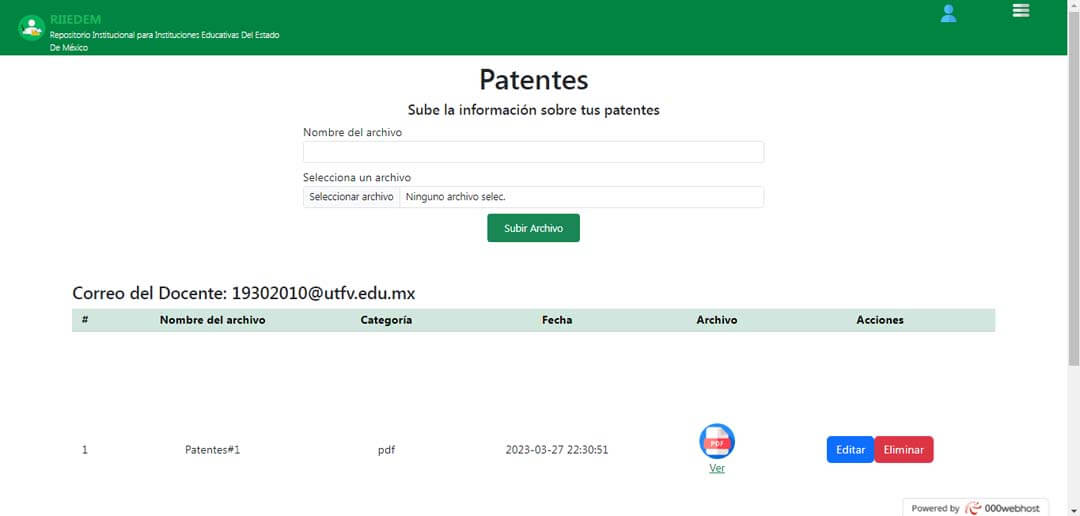 RIIEDEM
Repositorio Institucional para Instituciones Educativas Del Estado
De México
Patentes
Sube la información sobre tus patentes
Nombre del archivo
Selecciona un archivo
Seleccionar archivo Ninguno archivo selec.
Subir Archivo
Correo del Docente: 19302010@utfv.edu.mx
# Nombre del archivo Categoría Fecha Archivo Acciones
1 Patentes#1 pdf 2023-03-27 22:30:51 PDF Editar Eliminar
Ver
Powered by 000webhost